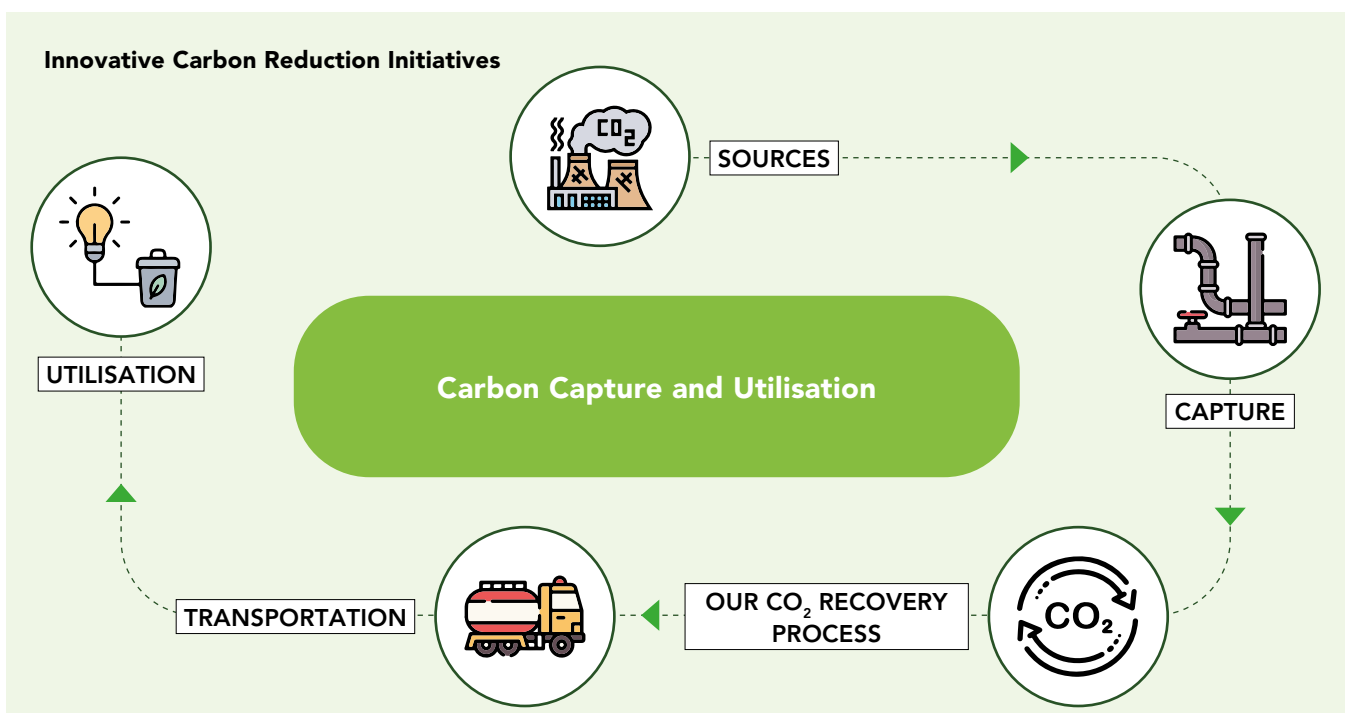 Innovative Carbon Reduction Initiatives
CO2
SOURCES
UTILISATION
Carbon Capture and Utilisation
CAPTURE
TRANSPORTATION
OUR CO₂ RECOVERY
PROCESS
CO₂